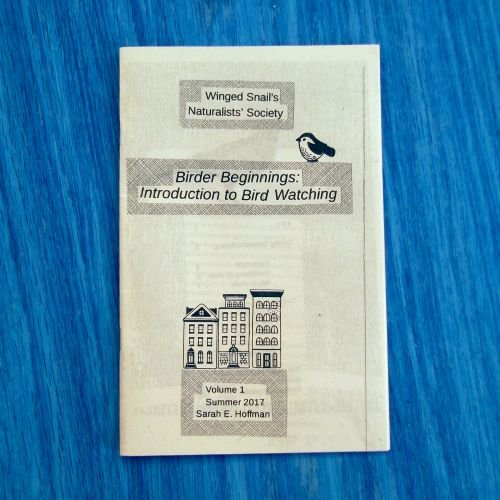 Winged Snail's
Naturalists' Society
Birder Beginnings:
Introduction to Bird Watching
Volume 1
Summer 2017
Sarah E. Hoffman